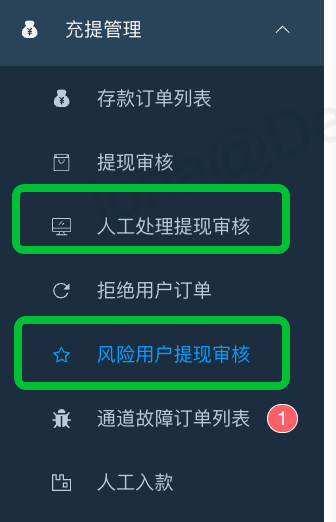 充提管理
存款订单列表
提现审核
人工处理提现审核
拒绝用户订单
风险用户提现审核
通道故障订单列表 1
人工入款